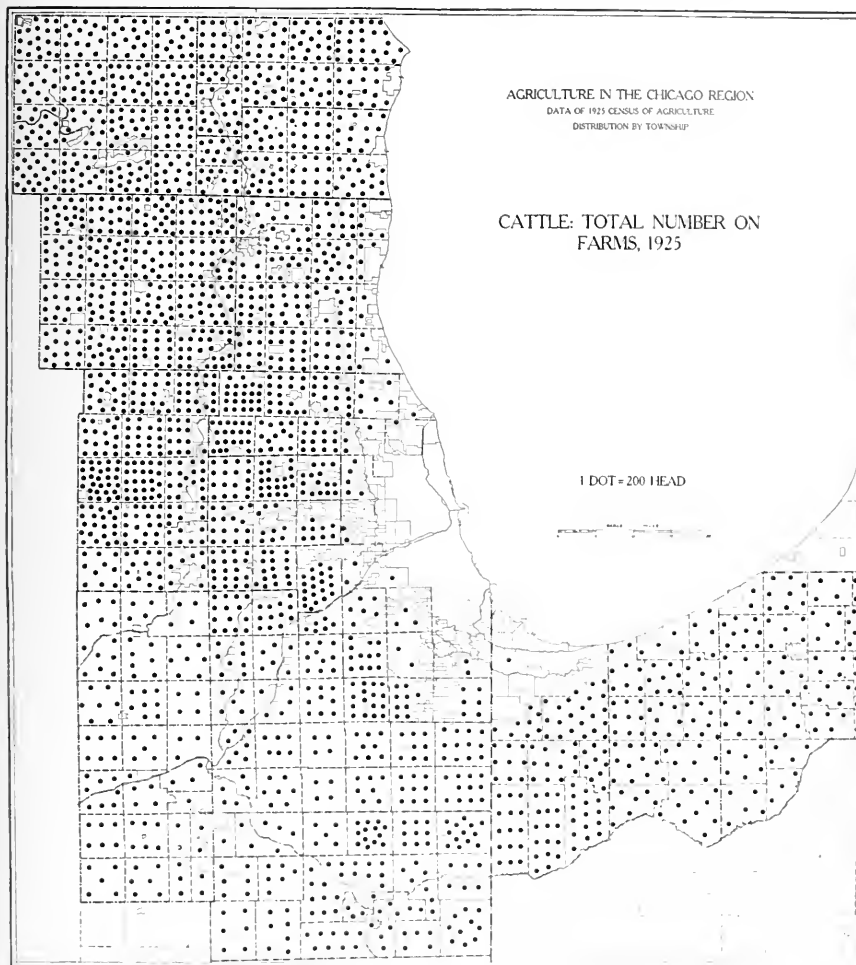 AGRICULTURE IN THE CHICAGO REGION
DATA OF 1925 CENSUS OF AGRICULTURE
DISTRIBUTION BY TOWNSHIP
CATTLE: TOTAL NUMBER ON
FARMS, 1925
1 DOT = 200 HEAD